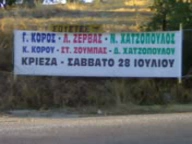 Γ. ΚΟΡΟΣ - Λ. ΖΕΡΒΑΣ - Ν. ΧΑΤΖΟΠΟΥΛΟΣ
Κ. ΚΟΡΟΥ - ΣΤ. ΖΟΥΜΠΑΣ - Δ. ΧΑΤΖΟΠΟΥΛΟΥ
ΚΡΙΕΖΑ - ΣΑΒΒΑΤΟ 28 ΙΟΥΛΙΟΥ